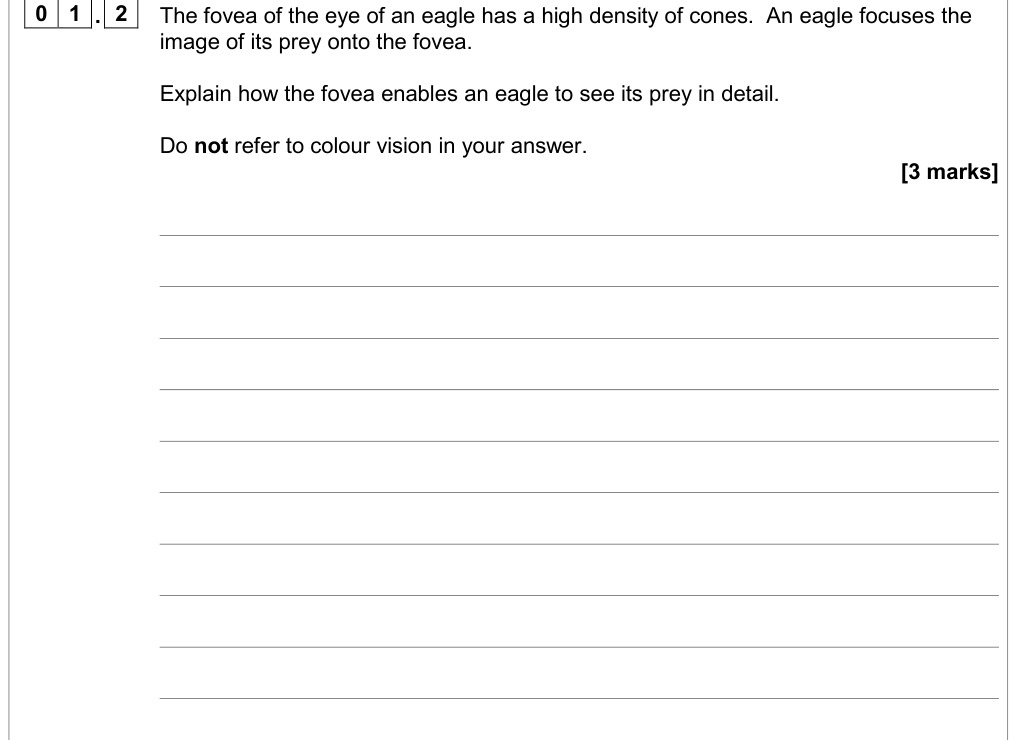 0 1 . 2 The fovea of the eye of an eagle has a high density of cones. An eagle focuses the
image of its prey onto the fovea.
Explain how the fovea enables an eagle to see its prey in detail.
Do not refer to colour vision in your answer.
[3 marks]